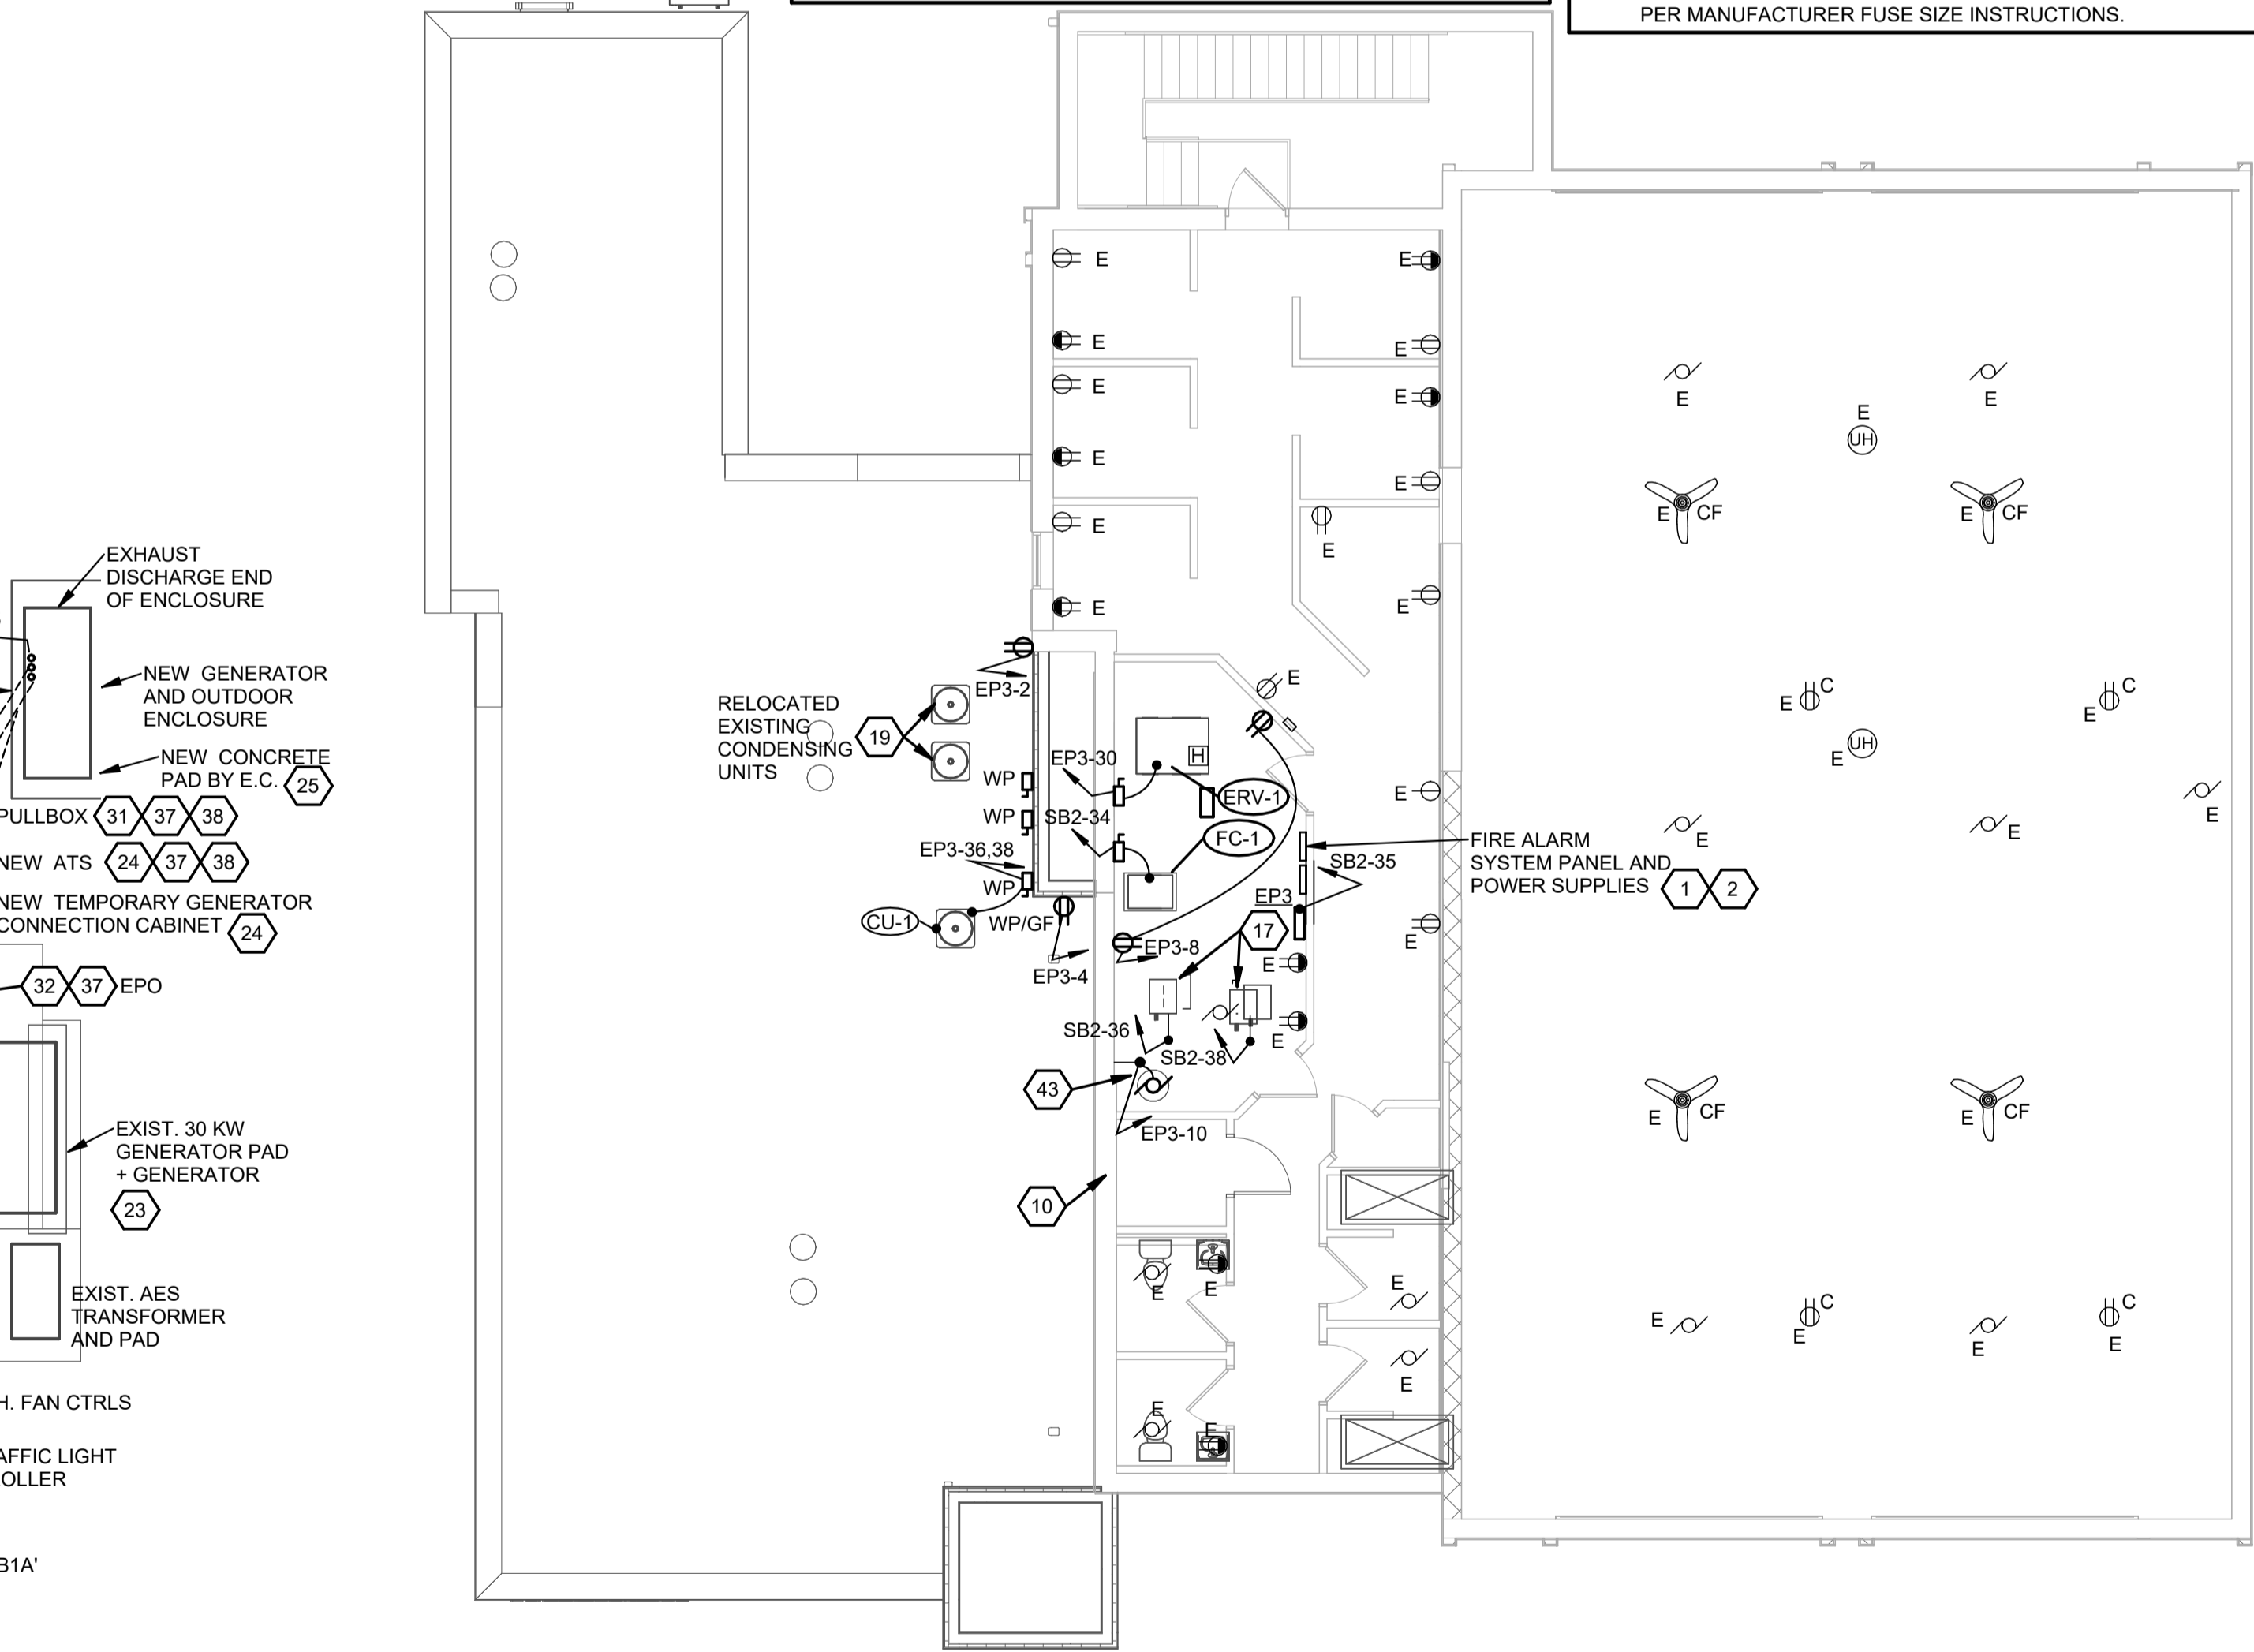 PER MANUFACTURER FUSE SIZE INSTRUCTIONS.
E
E
E
E
E
E
E
E
E
E
E
E
E
E
UH
E
CF
E
CF
E
E
E
E
EXHAUST
DISCHARGE END
OF ENCLOSURE
NEW GENERATOR
AND OUTDOOR
ENCLOSURE
NEW CONCRETE
PAD BY E.C.
25
PULLBOX
31
37
38
NEW ATS
24
37
38
NEW TEMPORARY GENERATOR
CONNECTION CABINET
24
32
37
EPO
EXIST. 30 KW
GENERATOR PAD
+ GENERATOR
23
EXIST. AES
TRANSFORMER
AND PAD
H. FAN CTRLS
AFFIC LIGHT
OLLER
B1A'
RELOCATED
EXISTING
CONDENSING
UNITS
19
EP3-2
WP
WP
EP3-36,38
WP
CU-1
WP/GF
EP3-4
EP3-30
H
ERV-1
SB2-34
FC-1
EP3
SB2-35
17
EP3-8
E
E
SB2-36
SB2-38
43
EP3-10
10
E
E
E
FIRE ALARM
SYSTEM PANEL AND
POWER SUPPLIES
1
2
E
C
E
C
E
UH
E
E
E
E
CF
E
CF
E
E
E
E
E
E
E
E
E
C
E
E
C
E